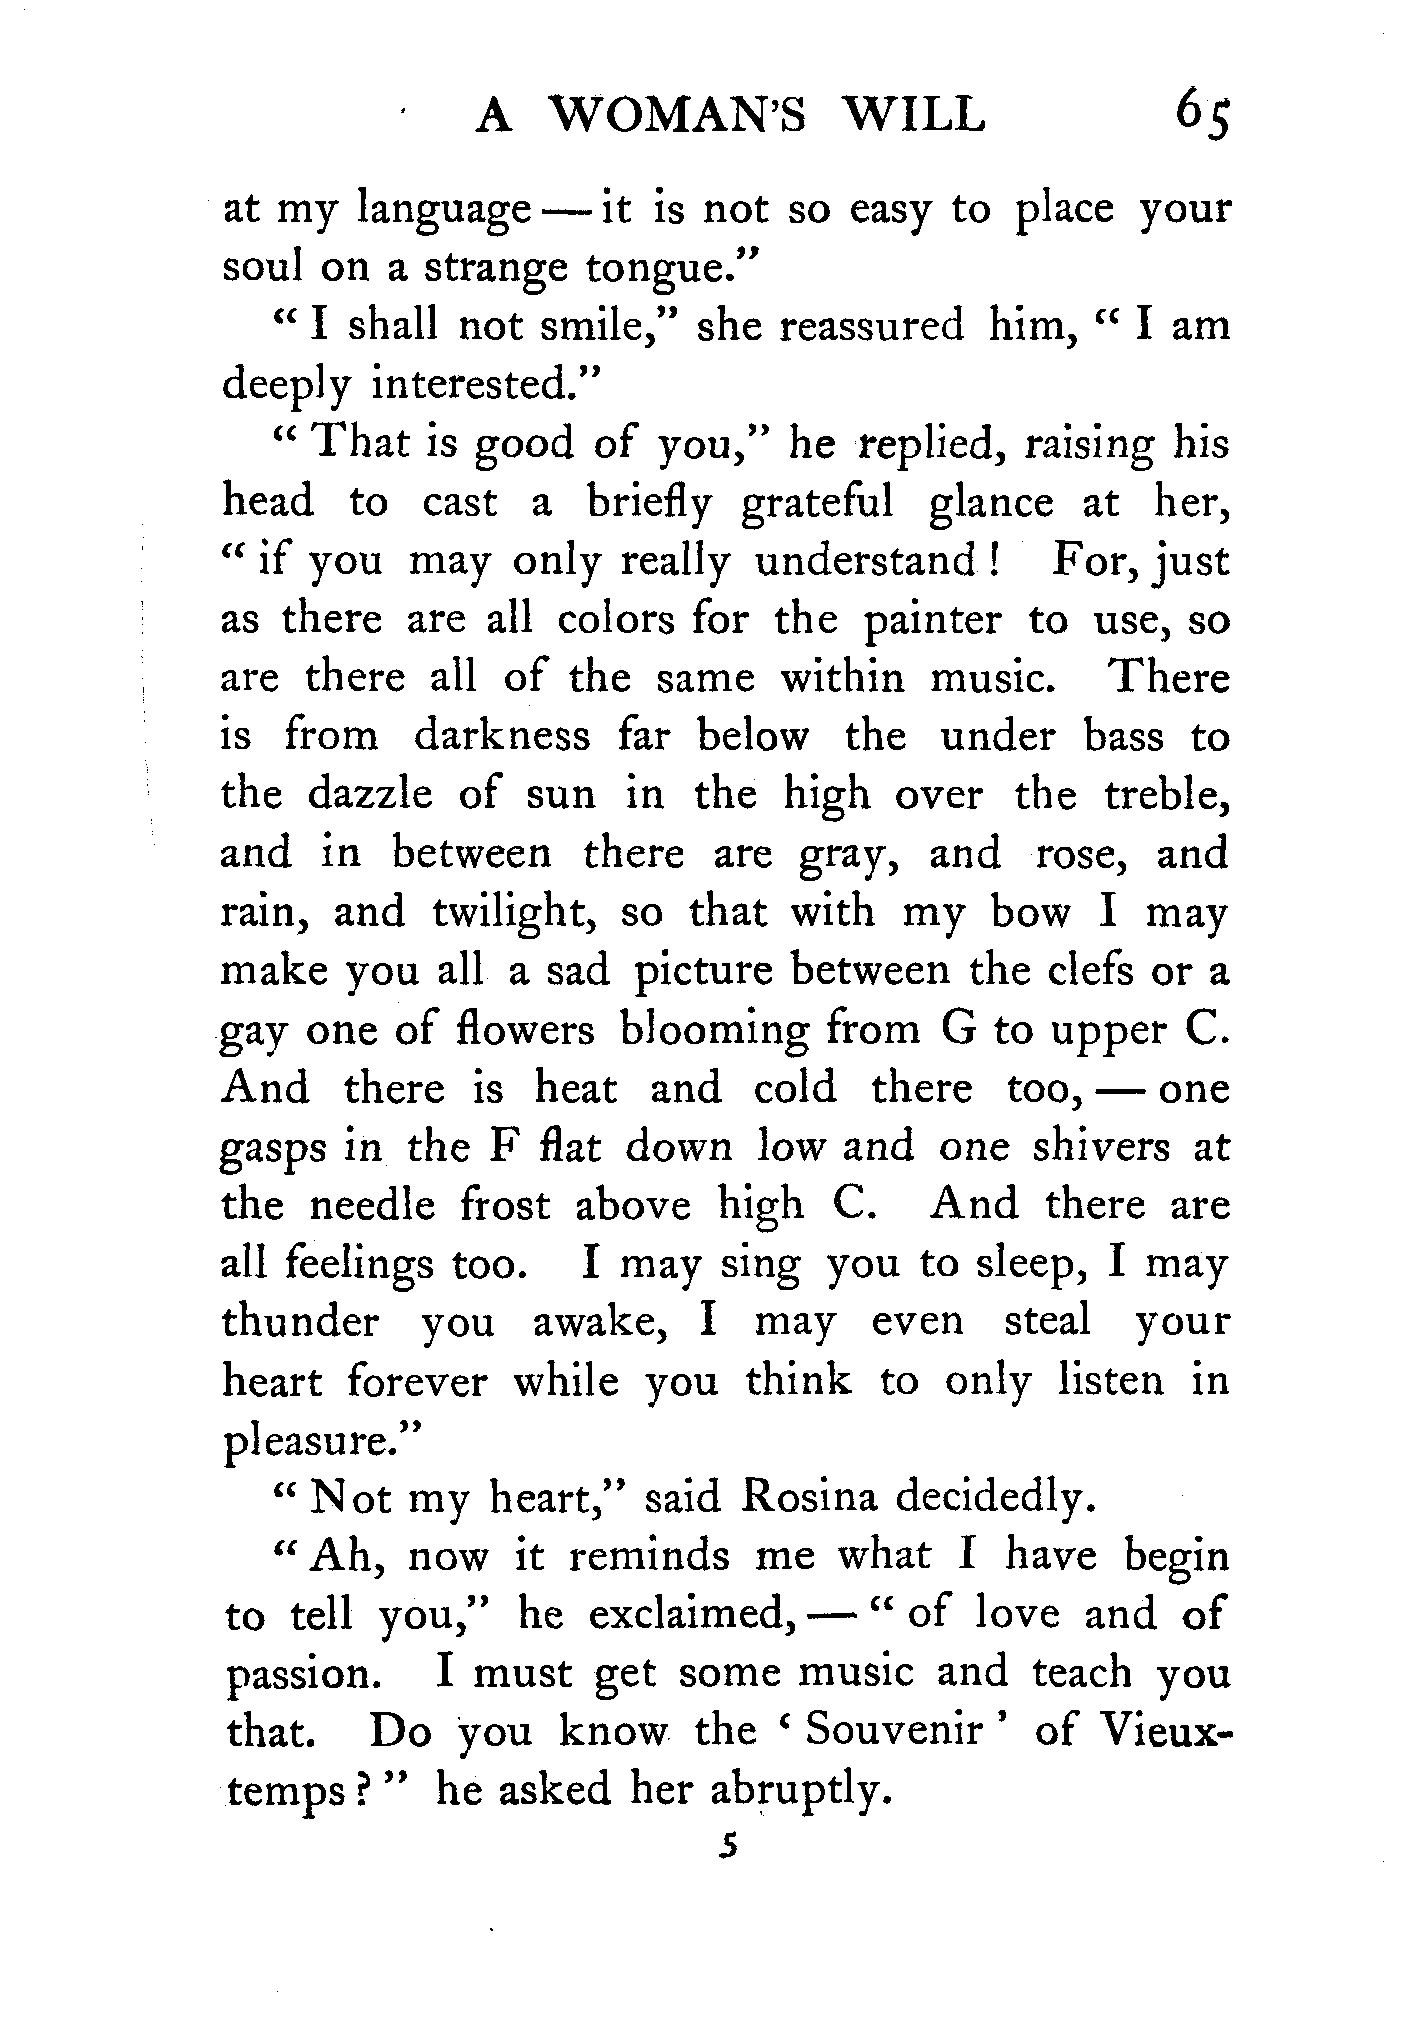 A WOMAN'S WILL 65
at my language — it is not so easy to place your
soul on a strange tongue."
" I shall not smile," she reassured him, " I am
deeply interested."
" That is good of you," he replied, raising his
head to cast a briefly grateful glance at her,
" if you may only really understand ! For, just
as there are all colors for the painter to use, so
are there all of the same within music. There
is from darkness far below the under bass to
the dazzle of sun in the high over the treble,
and in between there are gray, and rose, and
rain, and twilight, so that with my bow I may
make you all a sad picture between the clefs or a
gay one of flowers blooming from G to upper C.
And there is heat and cold there too, — one
gasps in the F flat down low and one shivers at
the needle frost above high C. And there are
all feelings too. I may sing you to sleep, I may
thunder you awake, I may even steal your
heart forever while you think to only listen in
pleasure."
" Not my heart," said Rosina decidedly.
" Ah, now it reminds me what I have begin
to tell you," he exclaimed, — " of love and of
passion. I must get some music and teach you
that. Do you know the ' Souvenir ' of Vieux-
temps ? " he asked her abruptly.
5